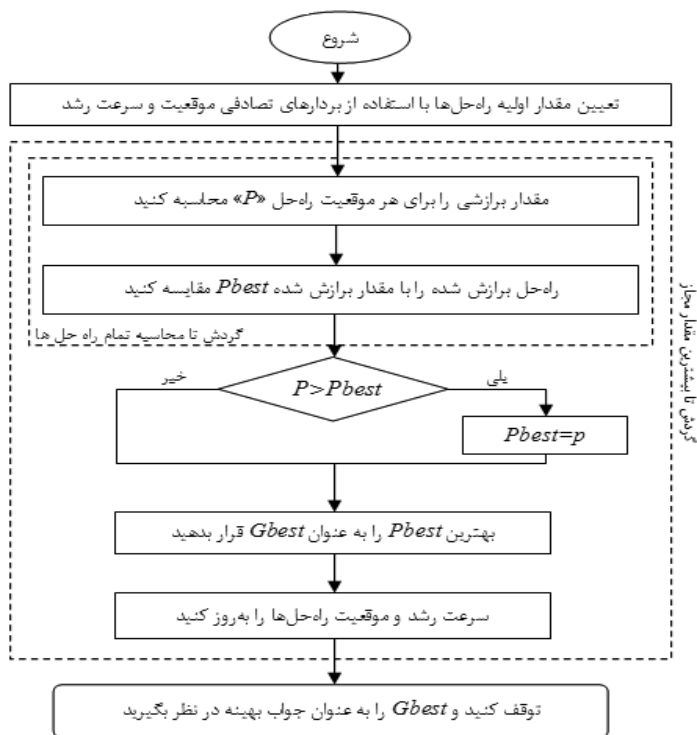 شروع
تعیین مقدار اولیه راه‌حل‌ها با استفاده از بردارهای تصادفی موقعیت و سرعت رشد
مقدار برازشی را برای هر موقعیت راه‌حل «P» محاسبه کنید
راه‌حل برازش شده را با مقدار برازش شده Pbest مقایسه کنید
گردش تا محاسیه تمام راه حل ها
گردش تا بیشترین مقدار مجاز
خیر
P>Pbest
یلی
Pbest=p
بهترین Pbest را به عنوان Gbest قرار بدهید
سرعت رشد و موقعیت راه‌حل‌ها را به‌روز کنید
توقف کنید و Gbest را به عنوان جواب بهینه در نظر بگیرید